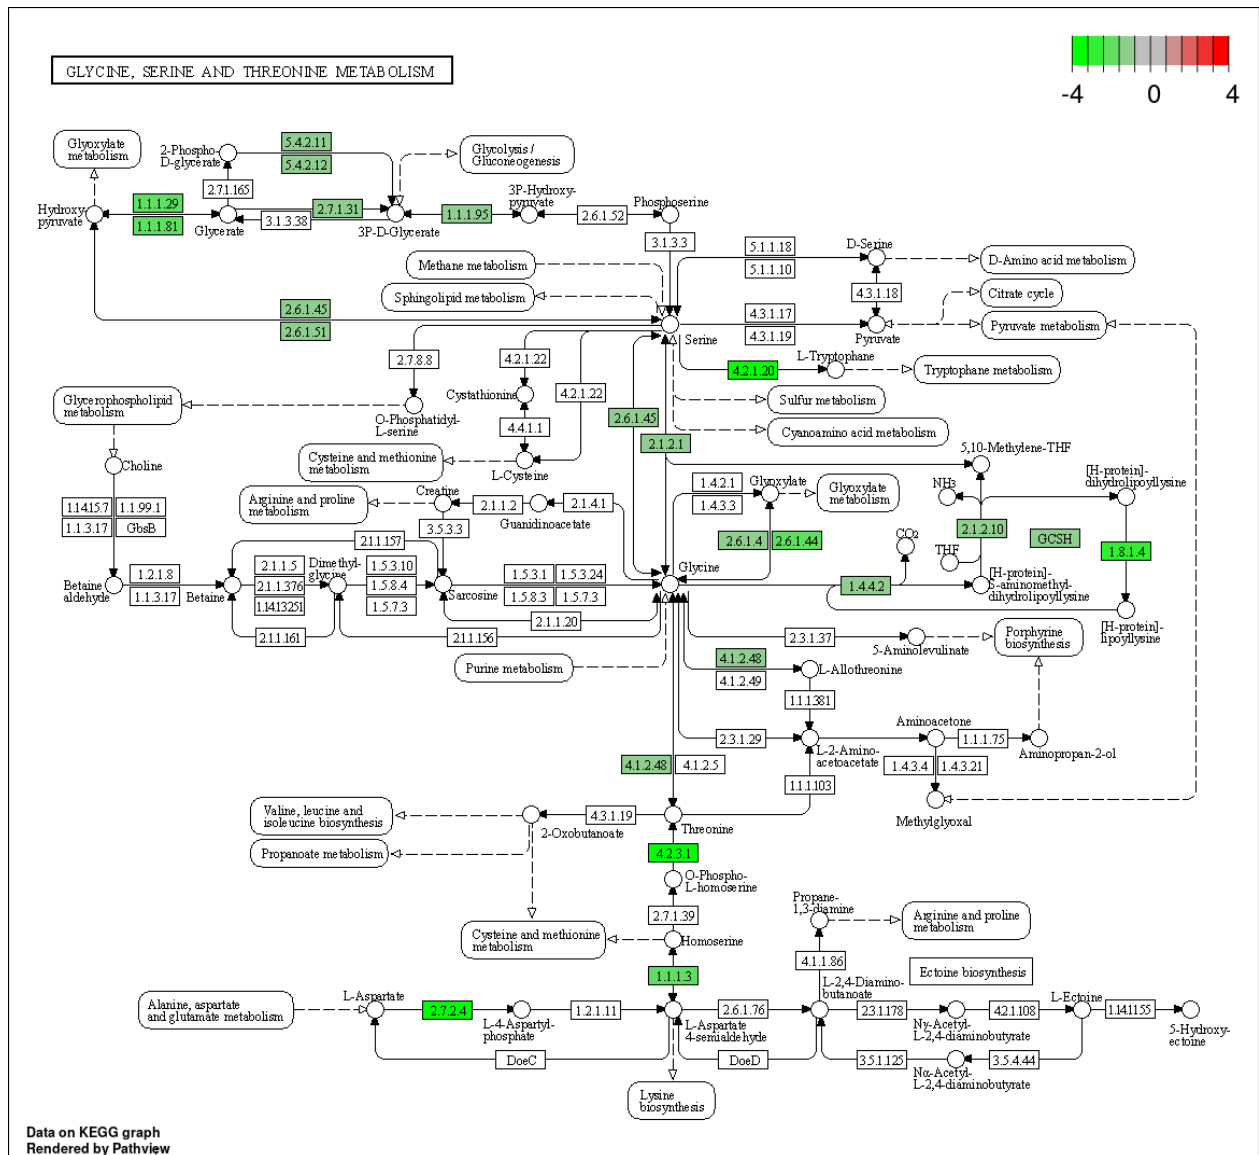 GLYCINE, SERINE AND THREONINE METABOLISM
-4
0
4
Glyoxylate
metabolism
2-Phospho-
D-glycerate
5.4.2.11
5.4.2.12
Glycolysis /
Gluconeogenesis
1.1.1.29
1.1.1.81
2.7.1.165
Hydroxy-
pyruvate
Glycerate
2.7.1.31
3.1.3.38
3P-D-Glycerate
1.1.1.95
3P-Hydroxy-
pyruvate
2.6.1.52
Phosphoserine
3.1.3.3
Methane metabolism
Sphingolipid metabolism
5.1.1.18
5.1.1.10
D-Serine
D-Amino acid metabolism
4.3.1.18
Citrate cycle
2.6.1.45
2.6.1.51
Serine
4.3.1.17
4.3.1.19
Pyruvate
Pyruvate metabolism
2.7.8.8
4.2.1.22
4.2.1.22
4.2.1.20
L-Tryptophane
Tryptophane metabolism
Glycerophospholipid
metabolism
O-Phosphatidyl-
L-serine
Cystathionine
4.4.1.1
2.6.1.45
2.1.2.1
Sulfur metabolism
Cyanoamino acid metabolism
Choline
Cysteine and methionine
metabolism
L-Cysteine
5,10-Methylene-THF
[H-protein]-
dihydrolipoyllysine
1.14.15.7
1.1.99.1
1.1.3.17
GbsB
Arginine and proline
metabolism
Creatine
2.1.1.2
Guanidinoacetate
2.1.4.1
1.4.2.1
1.4.3.3
Glyoxylate
Glyoxylate
metabolism
NH3
2.1.2.10
GCSH
1.8.1.4
3.5.3.3
2.1.1.157
2.6.1.4
2.6.1.44
CO2
THF
Betaine
aldehyde
1.2.1.8
1.1.3.17
Betaine
2.1.1.5
2.1.1.376
1.14.13.251
Dimethyl-
glycine
1.5.3.10
1.5.8.4
1.5.7.3
Sarcosine
1.5.3.1
1.5.3.24
1.5.8.3
1.5.7.3
Glycine
1.4.4.2
[H-protein]-
S-aminomethyl-
dihydrolipoyllysine
[H-protein]-
lipoyllysine
2.1.1.20
2.1.1.161
2.1.1.156
Purine metabolism
2.3.1.37
5-Aminolevulinate
Porphyrine
biosynthesis
4.1.2.48
4.1.2.49
L-Allothreonine
1.1.1.381
2.3.1.29
L-2-Amino-
acetoacetate
Aminoacetone
1.1.1.75
Aminopropan-2-ol
4.1.2.48
4.1.2.5
1.1.1.103
1.4.3.4
1.4.3.21
Methylglyoxal
Valine, leucine and
isoleucine biosynthesis
2-Oxobutanoate
4.3.1.19
Threonine
Propanoate metabolism
4.2.3.1
O-Phospho-
L-homoserine
2.7.1.39
Cysteine and methionine
metabolism
Homoserine
1.1.1.3
Propane-
1,3-diamine
Arginine and proline
metabolism
4.1.1.86
Ectoine biosynthesis
Alanine, aspartate
and glutamate metabolism
L-Aspartate
2.7.2.4
L-4-Aspartyl-
phosphate
1.2.1.11
L-Aspartate
4-semialdehyde
2.6.1.76
L-2,4-Diamino-
butanoate
2.3.1.178
Nγ-Acetyl-
L-2,4-diaminobutyrate
4.2.1.108
L-Ectoine
1.14.11.55
5-Hydroxy-
ectoine
DoeC
DoeD
3.5.1.125
Nα-Acetyl-
L-2,4-diaminobutyrate
3.5.4.44
Lysine
biosynthesis
Data on KEGG graph
Rendered by Pathview